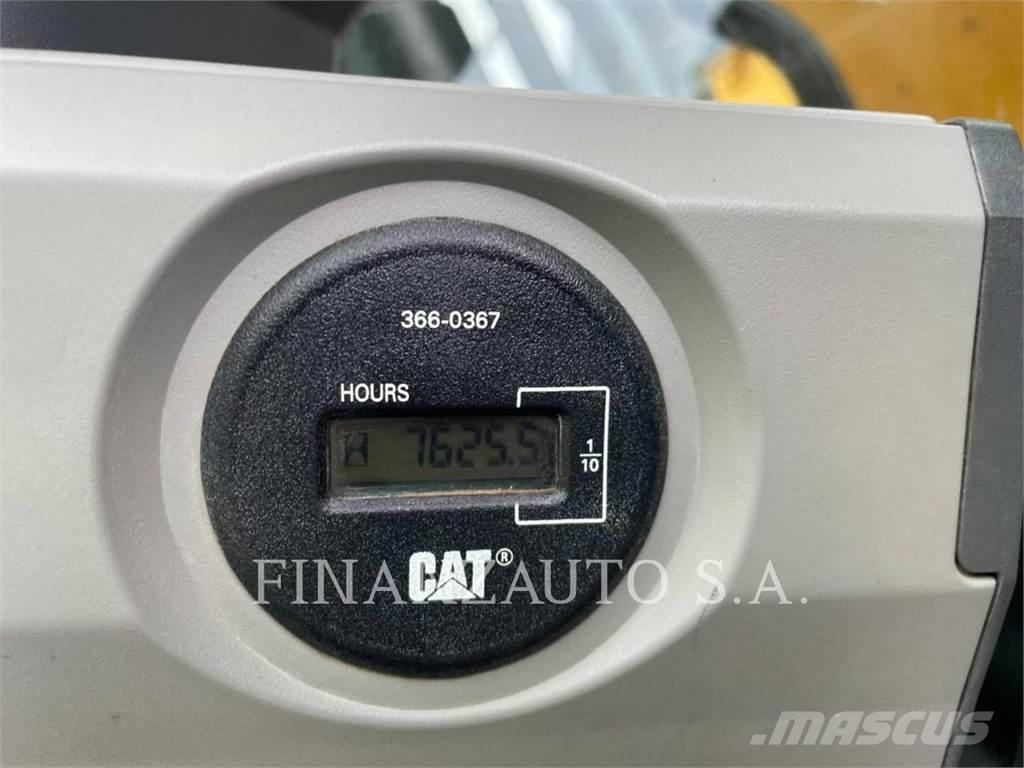 366-0367
HOURS
7625.5
1
10
CAT®
FINANZAUTO S.A.
MASCUS